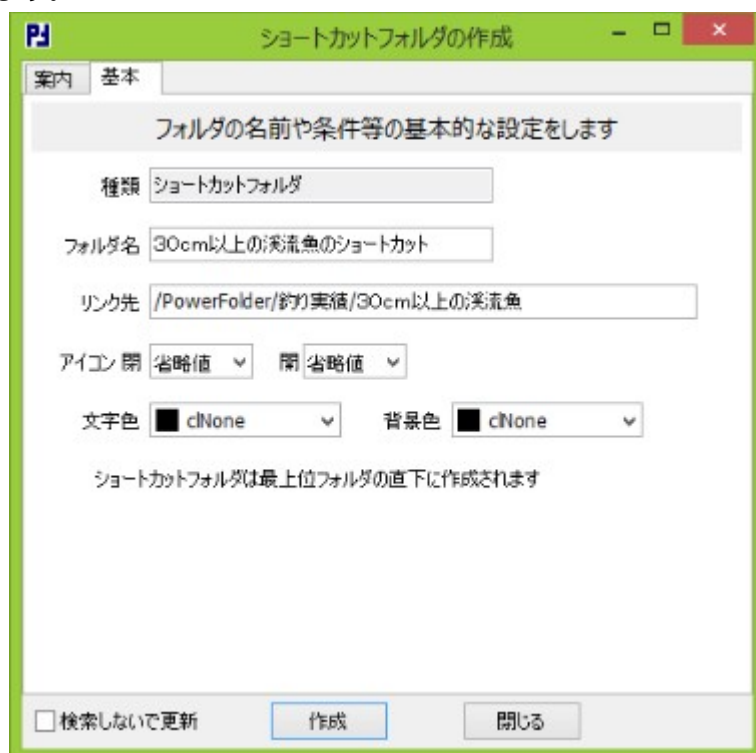 ショートカットフォルダの作成
案内 基本
フォルダの名前や条件等の基本的な設定をします
種類 ショートカットフォルダ
フォルダ名 30cm以上の渓流魚のショートカット
リンク先 /PowerFolder/釣り実績/30cm以上の渓流魚
アイコン 閉 省略値 開 省略値
文字色 clNone 背景色 clNone
ショートカットフォルダは最上位フォルダの直下に作成されます
検索しないで更新 作成 閉じる